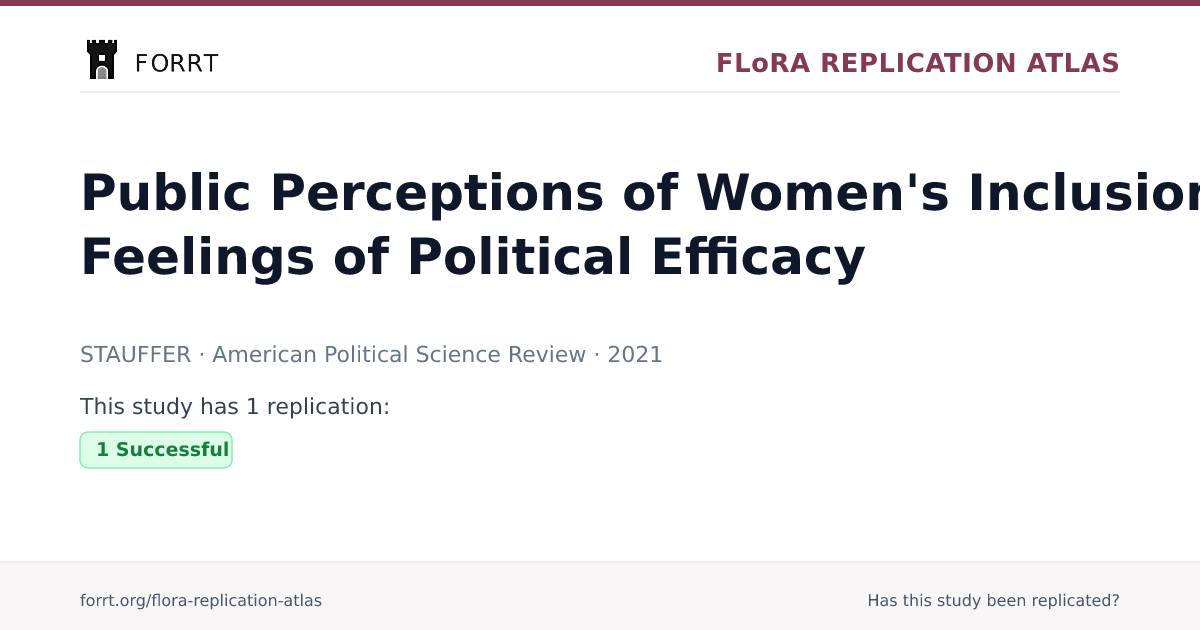 FORRT
FLoRA REPLICATION ATLAS
Public Perceptions of Women's Inclusion
Feelings of Political Efficacy
STAUFFER · American Political Science Review · 2021
This study has 1 replication:
1 Successful
forrt.org/flora-replication-atlas
Has this study been replicated?